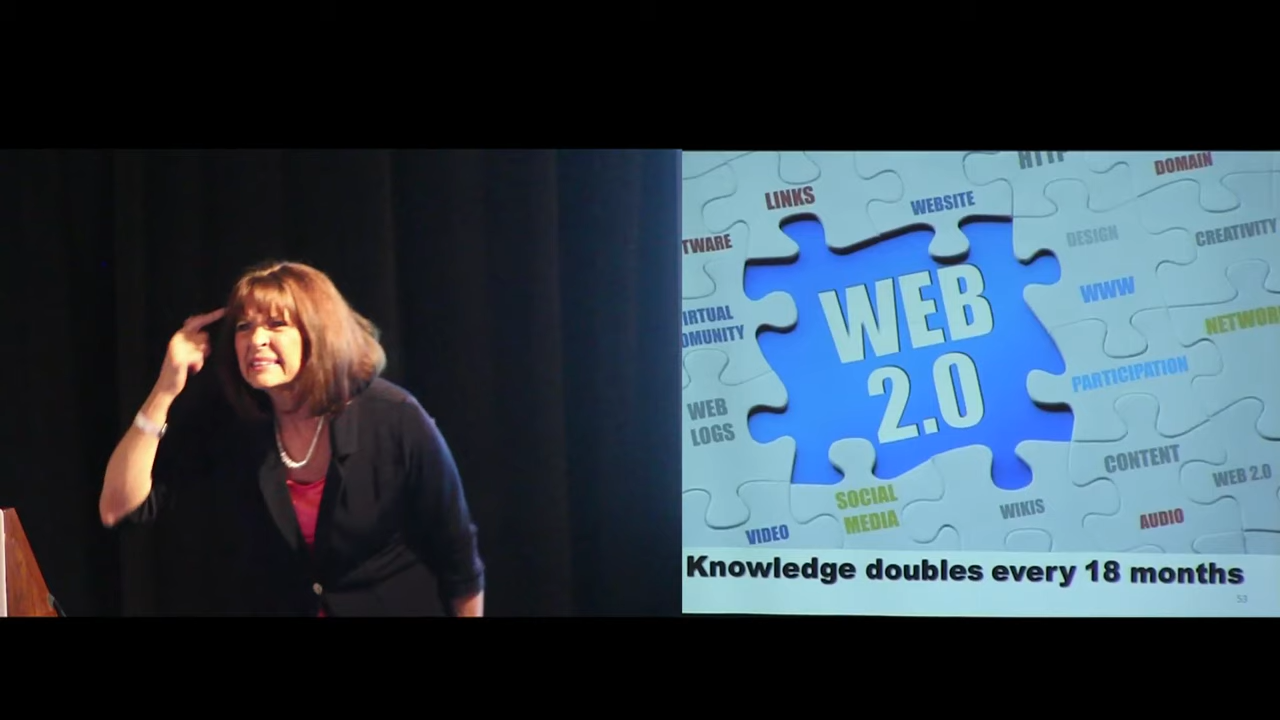 HTTP
DOMAIN
LINKS
WEBSITE
TWARE
DESIGN
CREATIVITY
WWW
IRTUAL
OMUNITY
NETWOR
WEB
2.0
PARTICIPATION
WEB
LOGS
CONTENT
WEB 2.0
SOCIAL
MEDIA
WIKIS
AUDIO
VIDEO
Knowledge doubles every 18 months
53